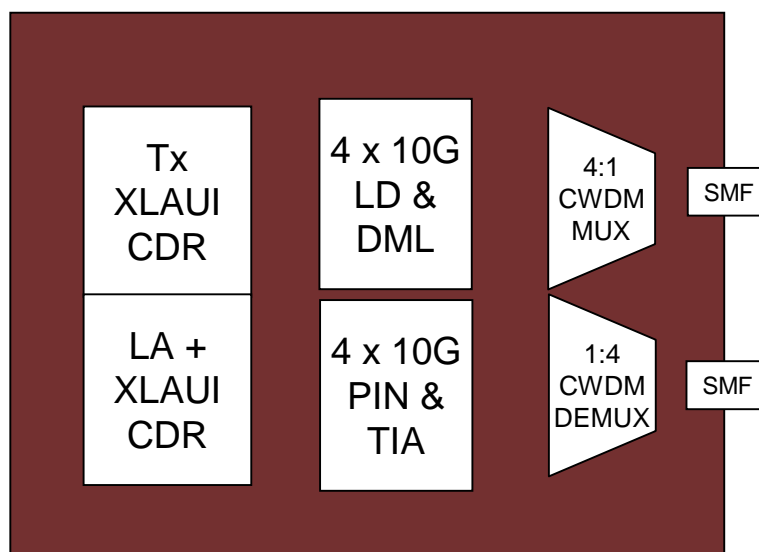 Tx
XLAUI
CDR
4 x 10G
LD &
DML
4:1
CWDM
MUX
SMF
LA +
XLAUI
CDR
4 x 10G
PIN &
TIA
1:4
CWDM
DEMUX
SMF